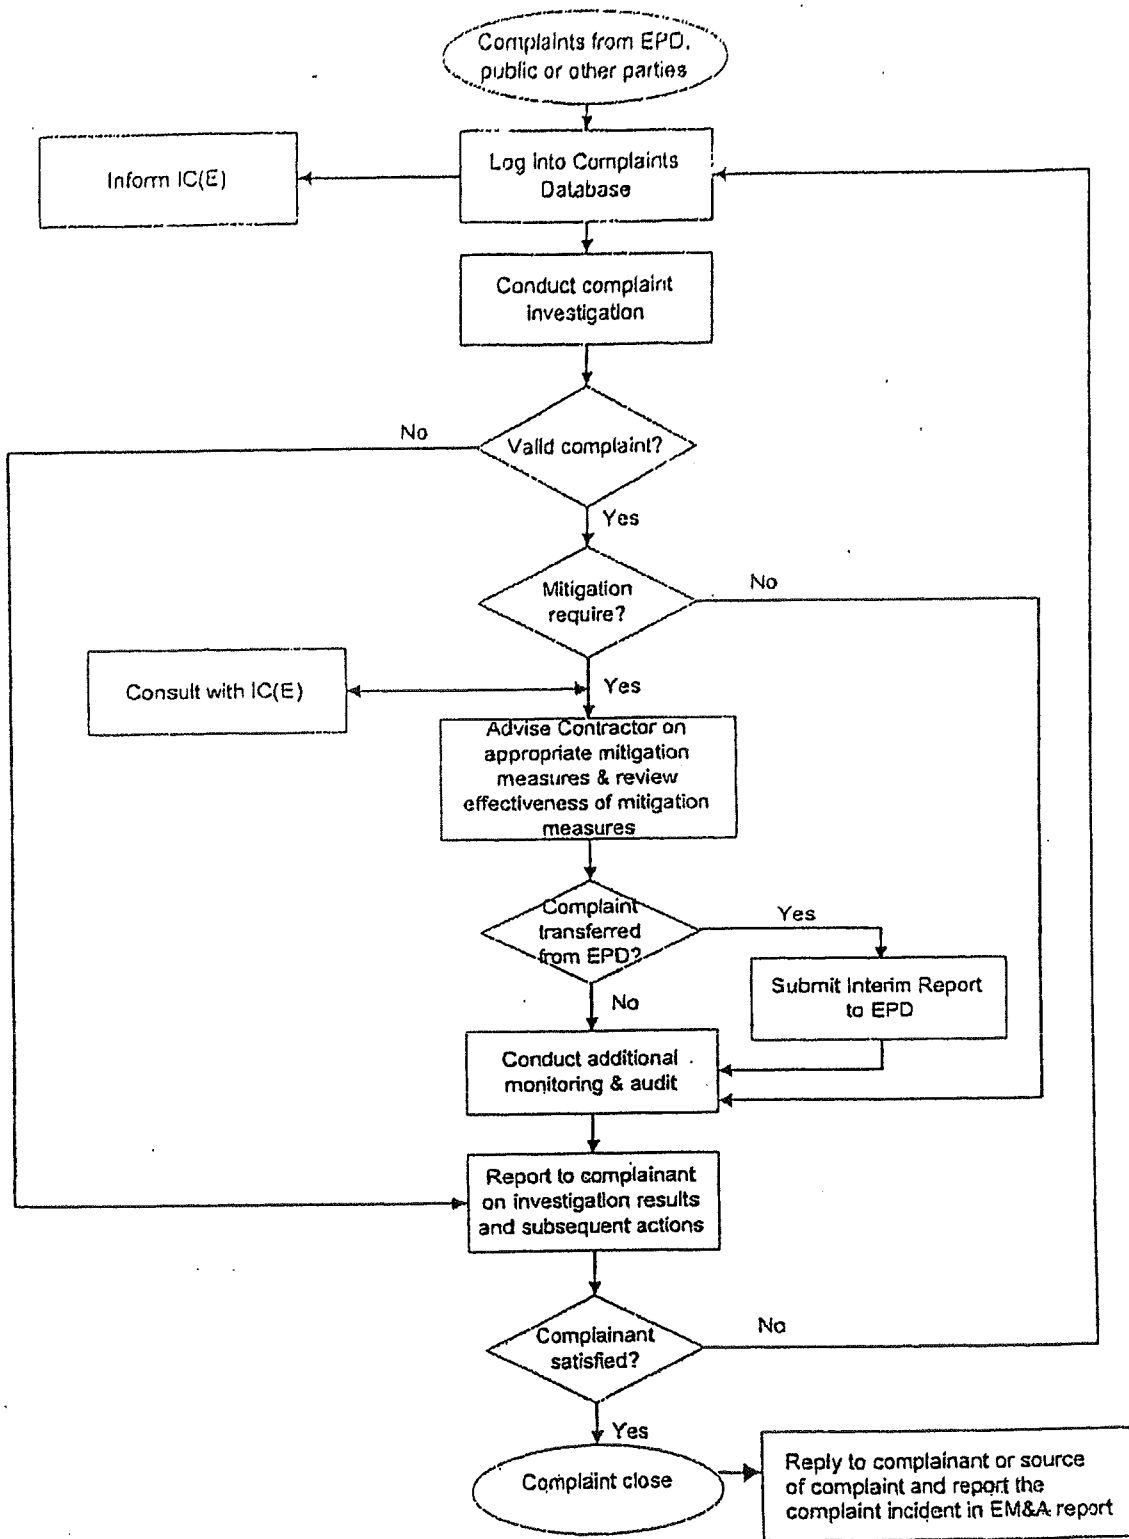 Complaints from EPD,
public or other parties
Inform IC(E)
Log into Complaints
Database
Conduct complaint
investigation
No
Valid complaint?
Yes
Mitigation
require?
No
Consult with IC(E)
Yes
Advise Contractor on
appropriate mitigation
measures & review
effectiveness of mitigation
measures
Complaint
transferred
from EPD?
Yes
Submit Interim Report
to EPD
No
Conduct additional
monitoring & audit
Report to complainant
on investigation results
and subsequent actions
Complainant
satisfied?
No
Yes
Complaint close
Reply to complainant or source
of complaint and report the
complaint incident in EM&A report